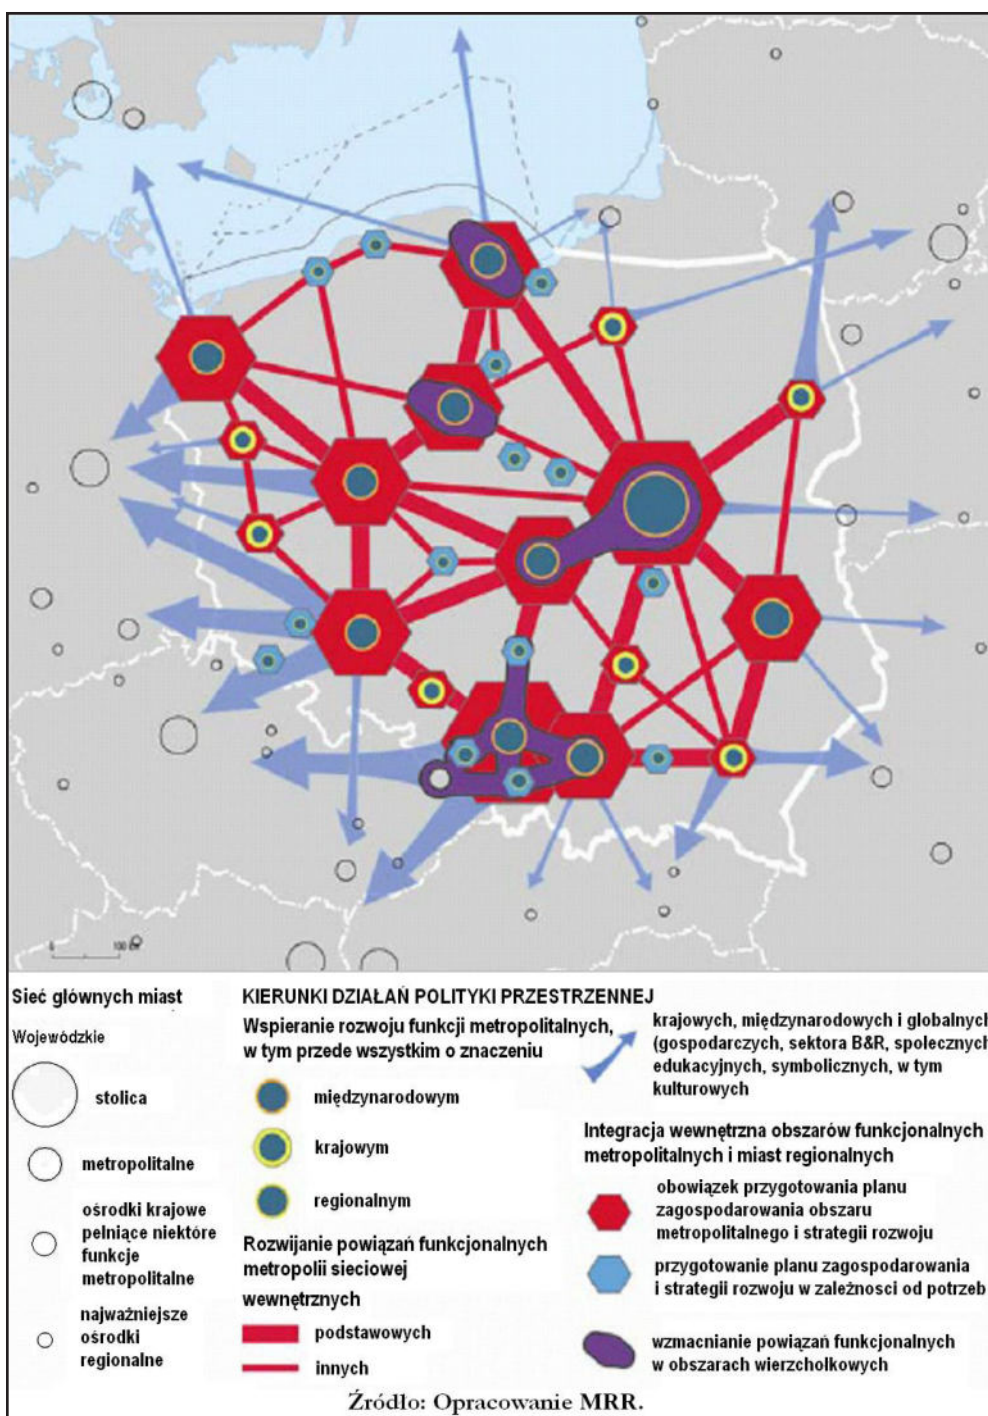 0 100 km
Sieć głównych miast
Wojewódzkie
stolica
metropolitalne
ośrodki krajowe
pełniące niektóre
funkcje
metropolitalne
najważniejsze
ośrodki
regionalne
KIERUNKI DZIAŁAŃ POLITYKI PRZESTRZENNEJ
Wspieranie rozwoju funkcji metropolitalnych,
w tym przede wszystkim o znaczeniu
międzynarodowym
krajowym
regionalnym
Rozwijanie powiązań funkcjonalnych
metropolii sieciowej
wewnętrznych
podstawowych
innych
krajowych, międzynarodowych i globalnych
(gospodarczych, sektora B&R, społecznych
edukacyjnych, symbolicznych, w tym
kulturowych
Integracja wewnętrzna obszarów funkcjonalnych
metropolitalnych i miast regionalnych
obowiązek przygotowania planu
zagospodarowania obszaru
metropolitalnego i strategii rozwoju
przygotowanie planu zagospodarowania
i strategii rozwoju w zależnosci od potrzeb
wzmacnianie powiązań funkcjonalnych
w obszarach wierzchołkowych
Źródło: Opracowanie MRR.